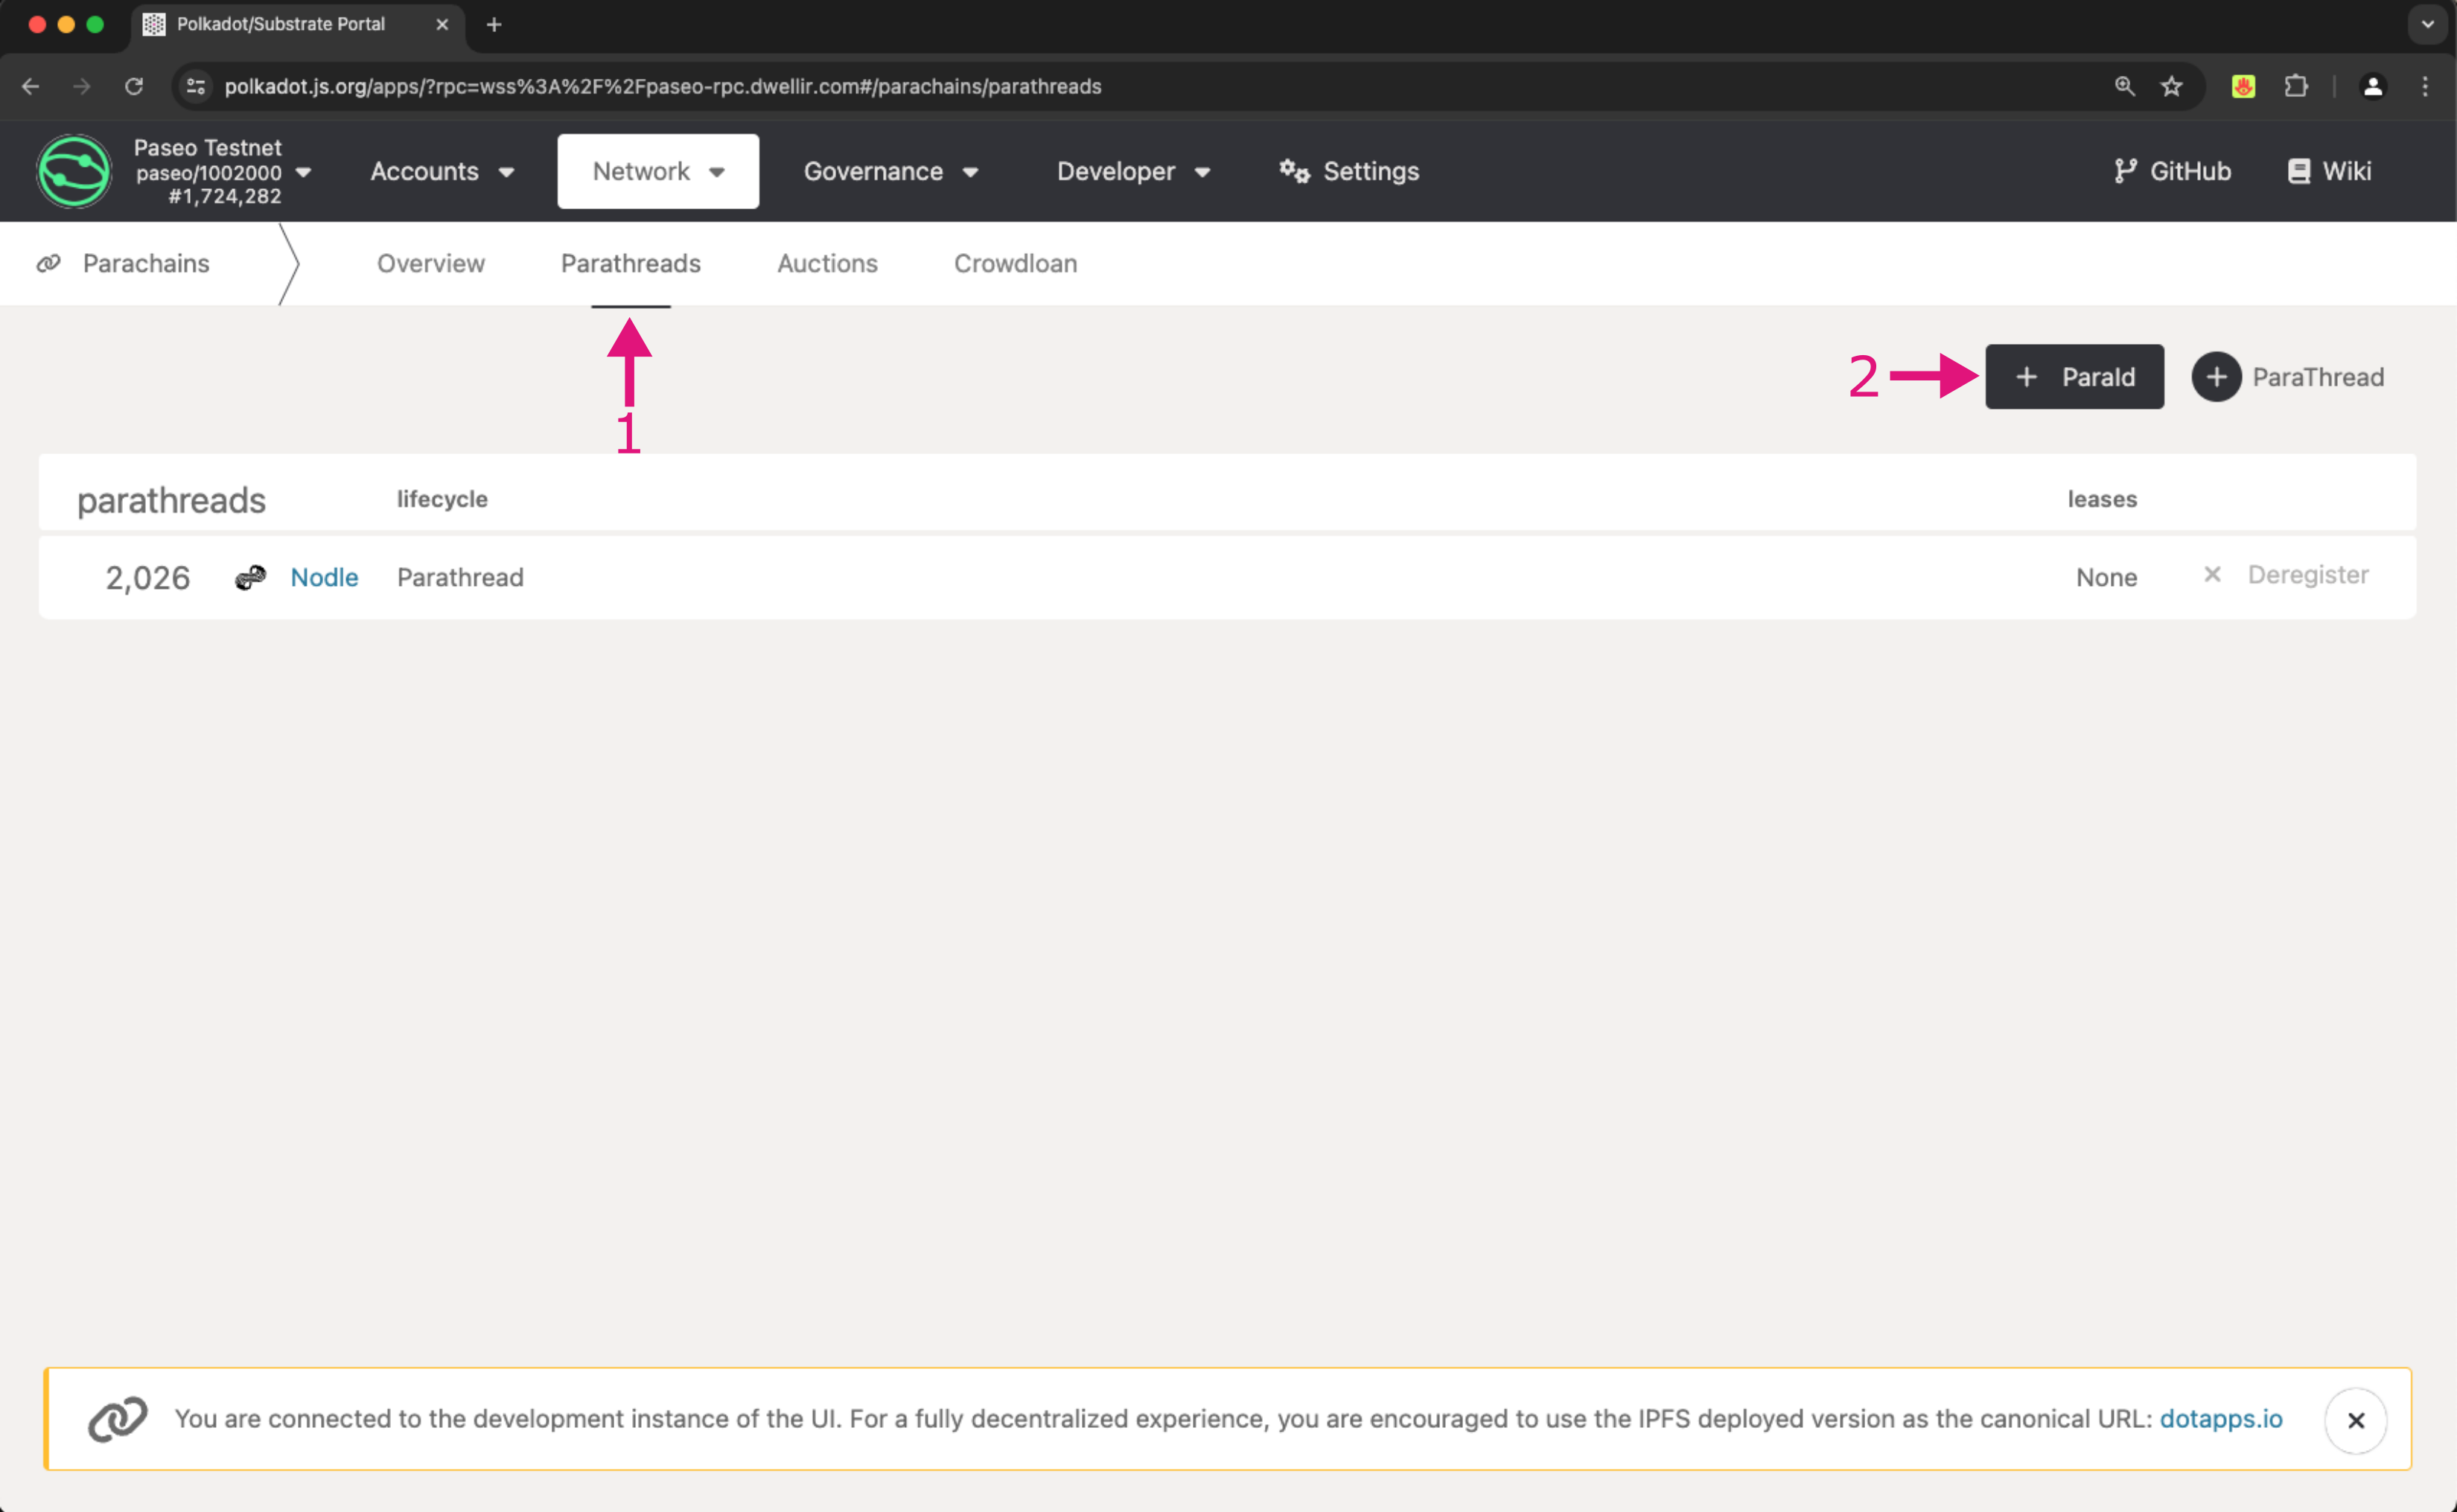 Polkadot/Substrate Portal
polkadot.js.org/apps/?rpc=wss%3A%2F%2Fpaseo-rpc.dwellir.com#/parachains/parathreads
Paseo Testnet
paseo/1002000
#1,724,282
Accounts
Network
Governance
Developer
Settings
GitHub
Wiki
Parachains
Overview
Parathreads
Auctions
Crowdloan
1
2
ParaId
ParaThread
parathreads lifecycle leases
2,026 Nodle Parathread None Deregister
You are connected to the development instance of the UI. For a fully decentralized experience, you are encouraged to use the IPFS deployed version as the canonical URL: dotapps.io